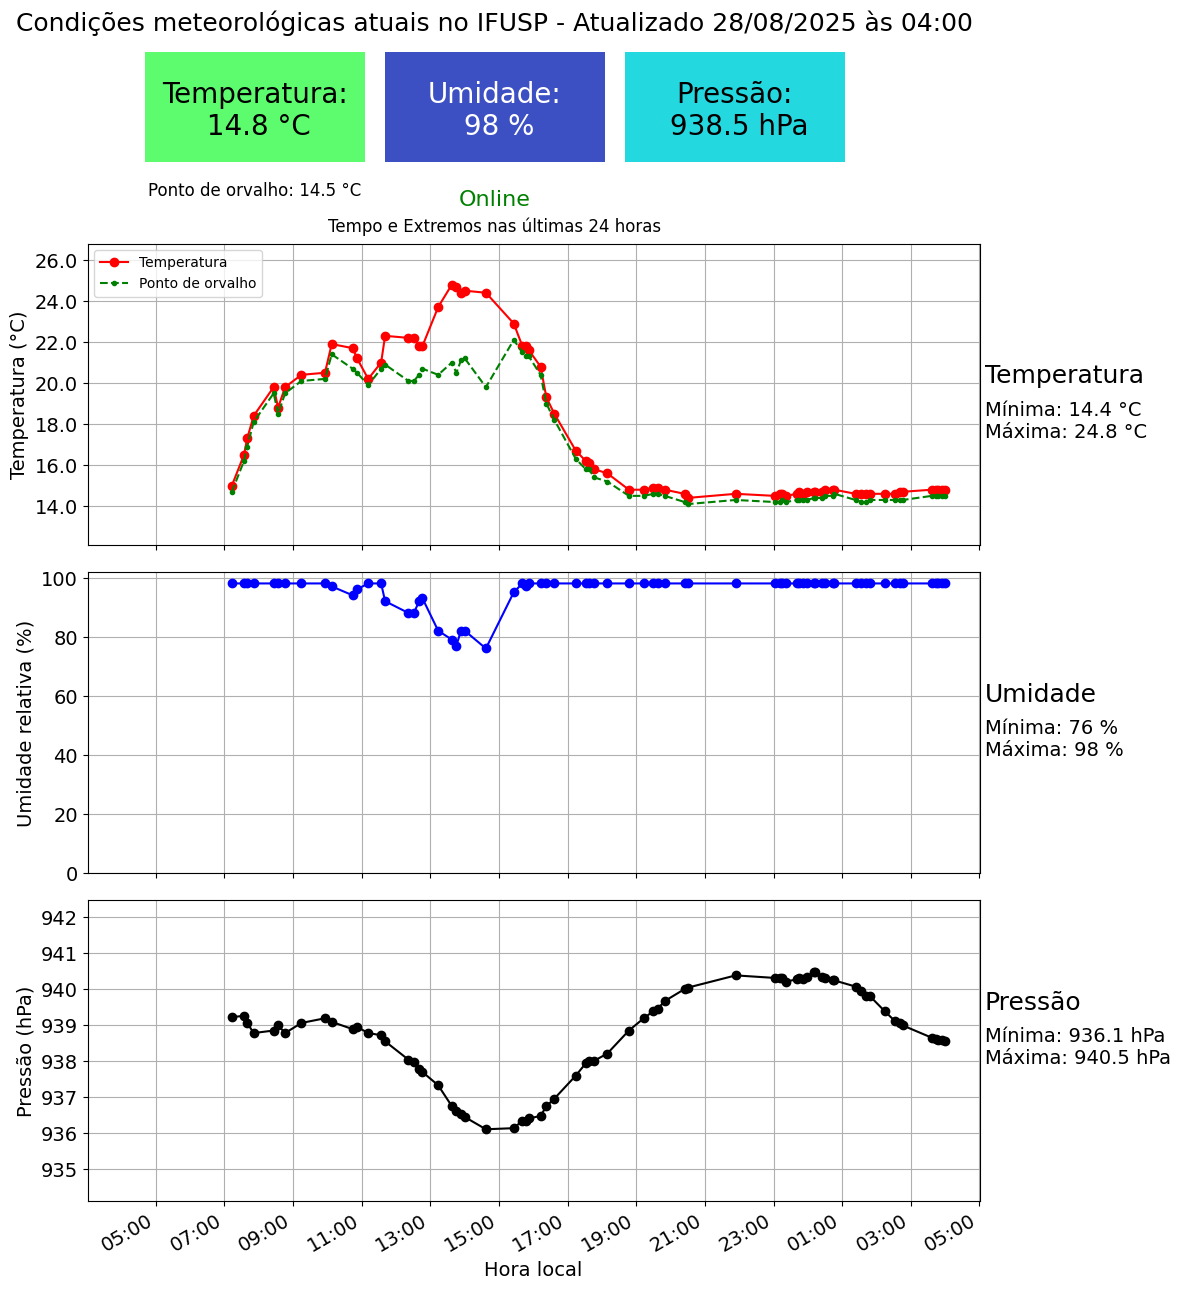 Condições meteorológicas atuais no IFUSP - Atualizado 28/08/2025 às 04:00
Temperatura:
14.8 °C
Umidade:
98 %
Pressão:
938.5 hPa
Ponto de orvalho: 14.5 °C
Online
Tempo e Extremos nas últimas 24 horas
Temperatura
Ponto de orvalho
26.0
24.0
22.0
20.0
18.0
16.0
14.0
Temperatura (°C)
Temperatura
Mínima: 14.4 °C
Máxima: 24.8 °C
100
80
60
40
20
0
Umidade relativa (%)
Umidade
Mínima: 76 %
Máxima: 98 %
942
941
940
939
938
937
936
935
Pressão (hPa)
Pressão
Mínima: 936.1 hPa
Máxima: 940.5 hPa
05:00
07:00
09:00
11:00
13:00
15:00
17:00
19:00
21:00
23:00
01:00
03:00
05:00
Hora local